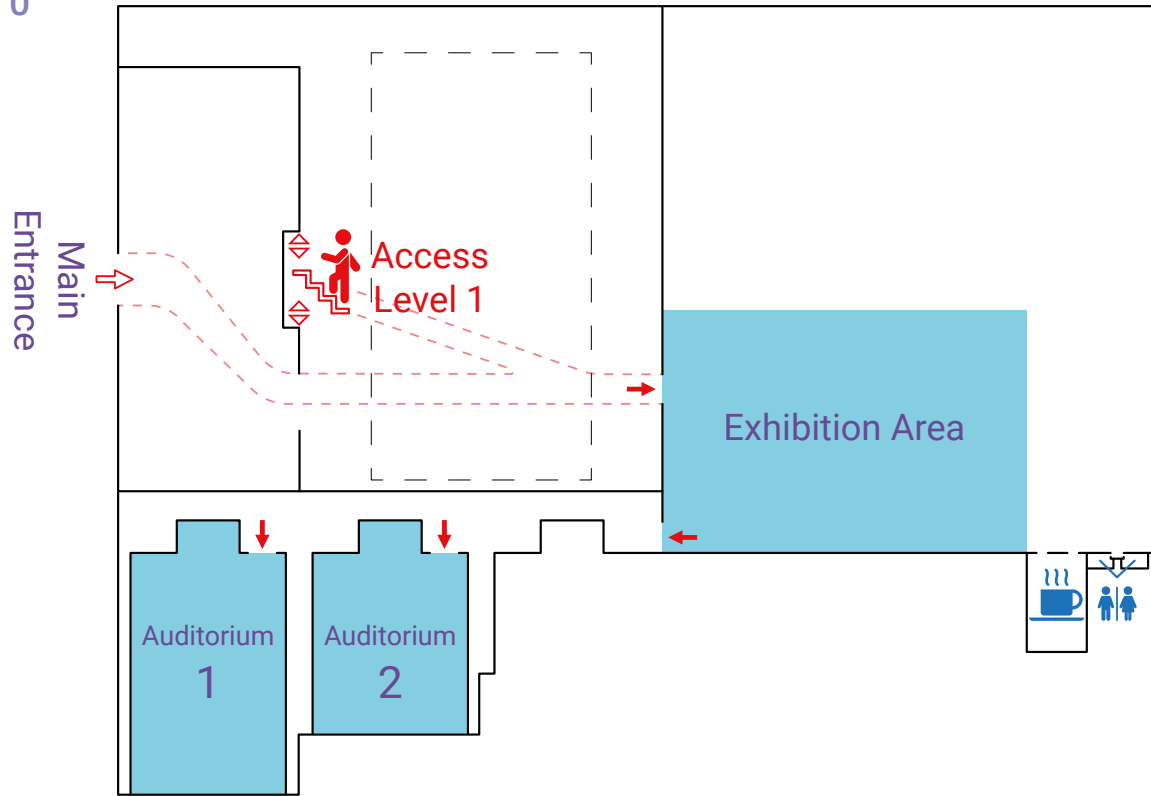 Main
Entrance
Access
Level 1
Exhibition Area
Auditorium
1
Auditorium
2